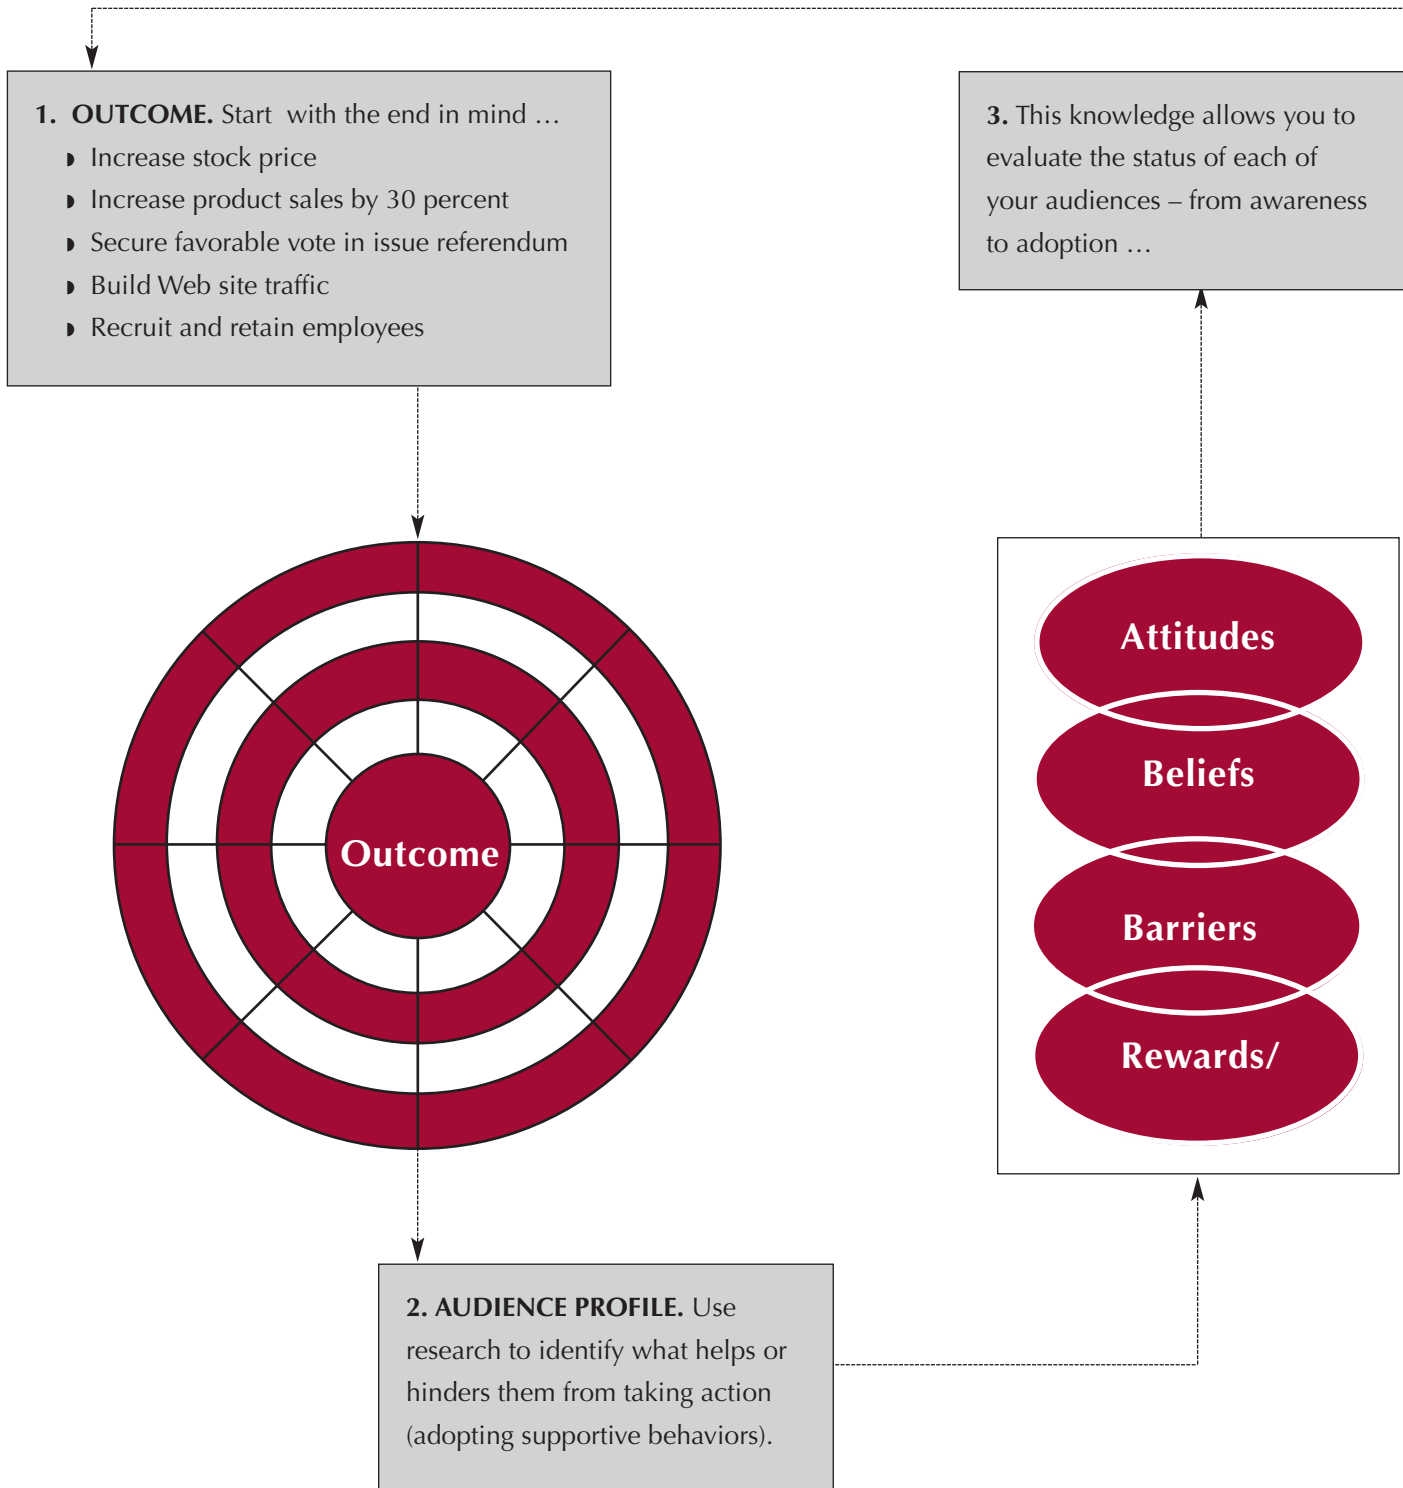 1. OUTCOME. Start with the end in mind …
◗ Increase stock price
◗ Increase product sales by 30 percent
◗ Secure favorable vote in issue referendum
◗ Build Web site traffic
◗ Recruit and retain employees
Outcome
2. AUDIENCE PROFILE. Use
research to identify what helps or
hinders them from taking action
(adopting supportive behaviors).
3. This knowledge allows you to
evaluate the status of each of
your audiences – from awareness
to adoption …
Attitudes
Beliefs
Barriers
Rewards/